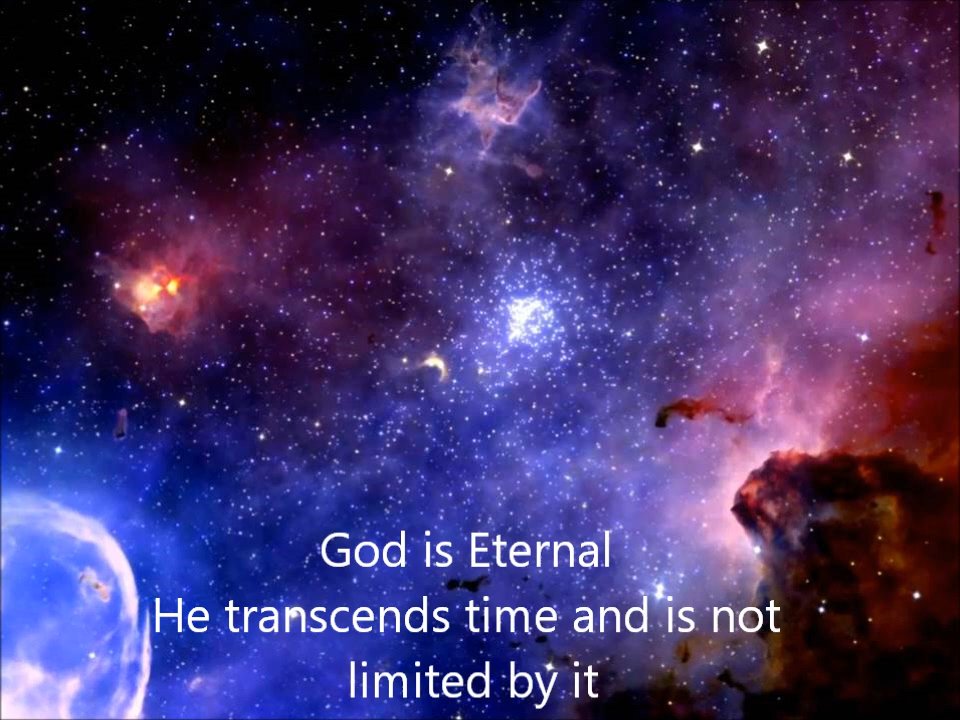 God is Eternal
He transcends time and is not
limited by it